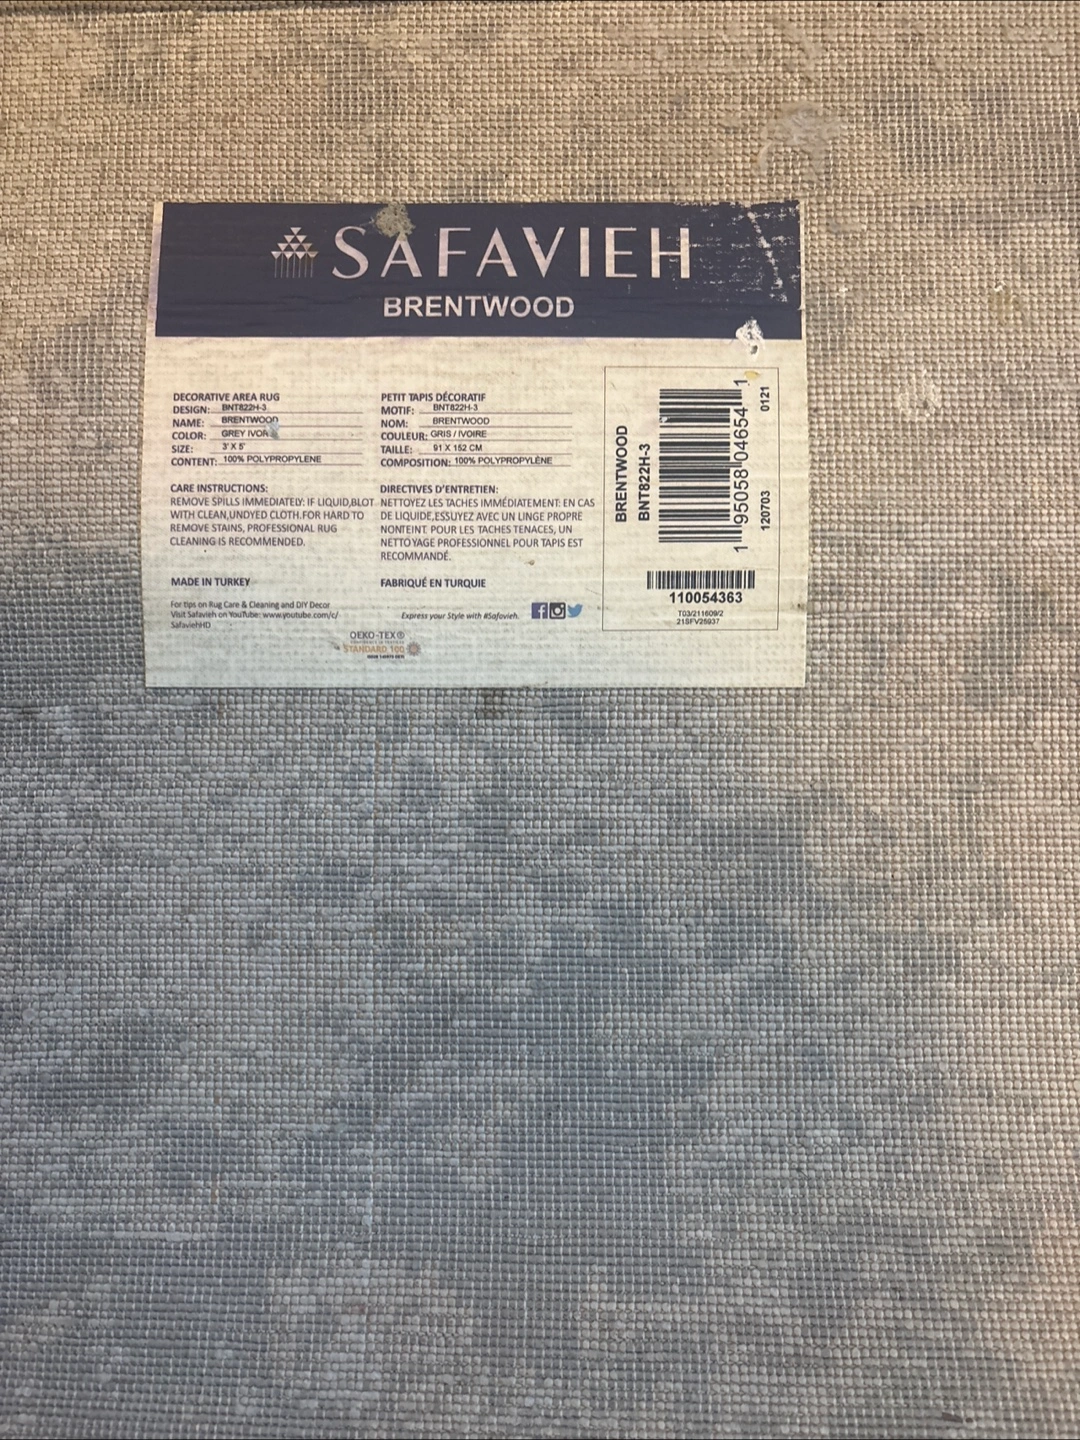 SAFAVIEH
BRENTWOOD
DECORATIVE AREA RUG
DESIGN: BNT822H-3
NAME: BRENTWOOD
COLOR: GREY IVOR
SIZE: 3' X 5'
CONTENT: 100% POLYPROPYLENE
CARE INSTRUCTIONS:
REMOVE SPILLS IMMEDIATELY: IF LIQUID,BLOT
WITH CLEAN,UNDYED CLOTH.FOR HARD TO
REMOVE STAINS, PROFESSIONAL RUG
CLEANING IS RECOMMENDED.
MADE IN TURKEY
For tips on Rug Care & Cleaning and DIY Decor
Visit Safavieh on YouTube: www.youtube.com/c/
SafaviehHD
PETIT TAPIS DÉCORATIF
MOTIF: BNT822H-3
NOM: BRENTWOOD
COULEUR: GRIS / IVOIRE
TAILLE: 91 X 152 CM
COMPOSITION: 100% POLYPROPYLÈNE
DIRECTIVES D'ENTRETIEN:
NETTOYEZ LES TACHES IMMÉDIATEMENT: EN CAS
DE LIQUIDE,ESSUYEZ AVEC UN LINGE PROPRE
NONTEINT. POUR LES TACHES TENACES, UN
NETTO YAGE PROFESSIONNEL POUR TAPIS EST
RECOMMANDÉ.
FABRIQUÉ EN TURQUIE
Express your Style with #Safavieh.
OEKO-TEX®
STANDARD 100
BRENTWOOD
BNT822H-3
1 95058 04654 1
120703
0121
110054363
T03/211609/2
21SFV25937